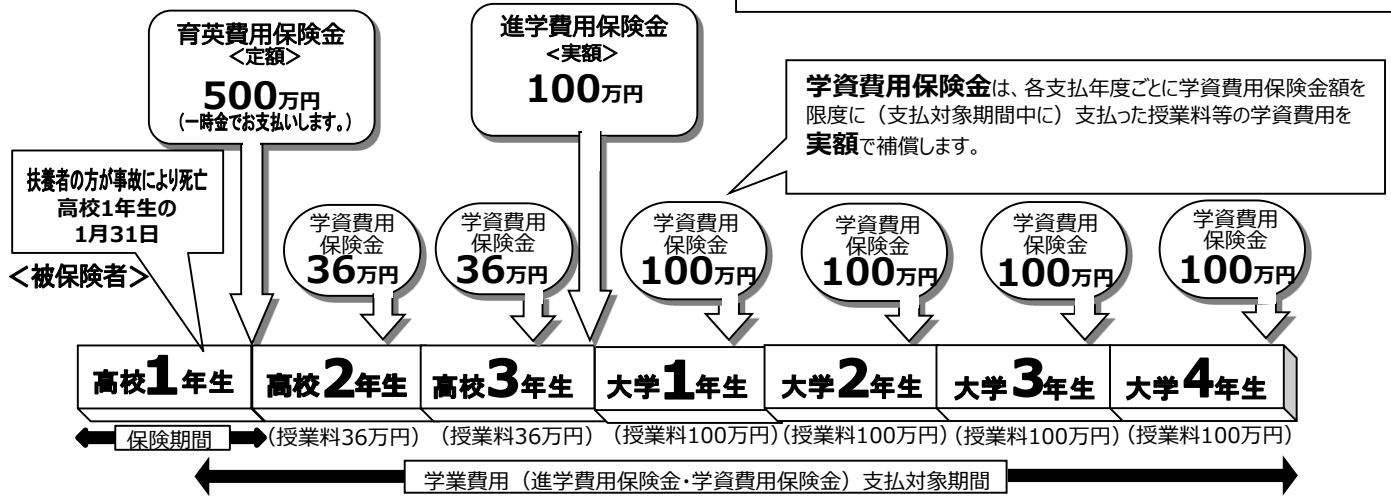 育英費用保険金
<定額>
500万円
(一時金でお支払いします。)
進学費用保険金
<実額>
100万円
学資費用保険金は、各支払年度ごとに学資費用保険金額を
限度に（支払対象期間中に）支払った授業料等の学資費用を
実額で補償します。
扶養者の方が事故により死亡
高校1年生の
1月31日
<被保険者>
学資費用
保険金
36万円
学資費用
保険金
36万円
学資費用
保険金
100万円
学資費用
保険金
100万円
学資費用
保険金
100万円
学資費用
保険金
100万円
高校1年生
高校2年生
高校3年生
大学1年生
大学2年生
大学3年生
大学4年生
保険期間
(授業料36万円)
(授業料36万円)
(授業料100万円)
(授業料100万円)
(授業料100万円)
(授業料100万円)
学業費用（進学費用保険金・学資費用保険金）支払対象期間